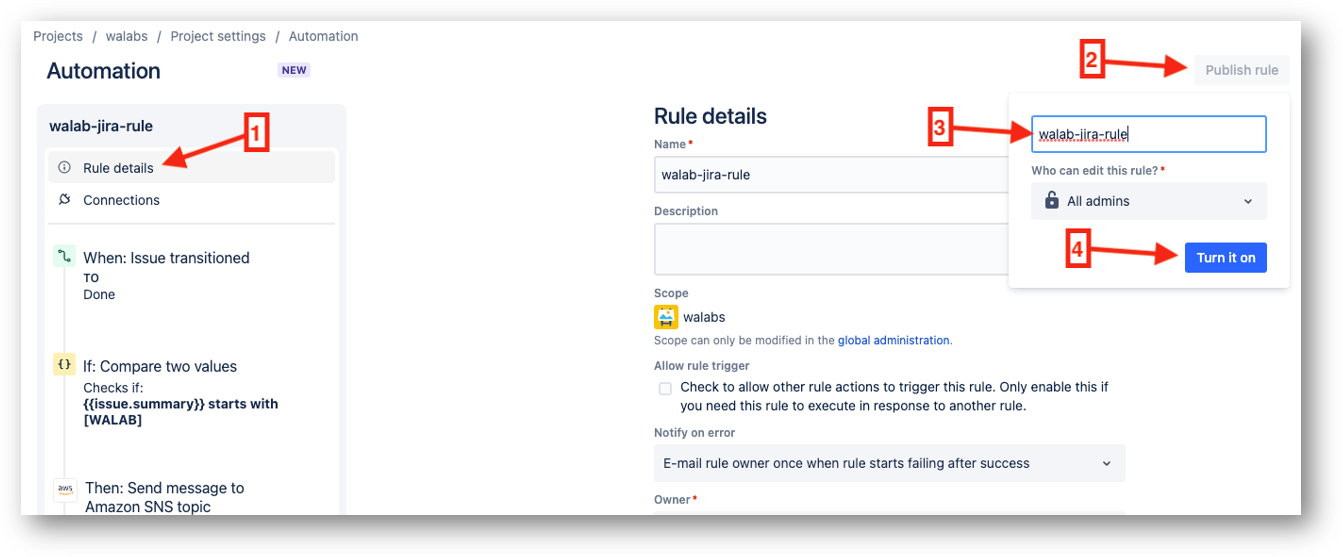 Projects / walabs / Project settings / Automation
Automation
NEW
2
Publish rule
walab-jira-rule
1
Rule details
Connections
When: Issue transitioned
TO
Done
If: Compare two values
Checks if:
{{issue.summary}} starts with
[WALAB]
aws
Then: Send message to
Amazon SNS topic
Rule details
Name*
walab-jira-rule
Description
Scope
walabs
Scope can only be modified in the global administration.
Allow rule trigger
Check to allow other rule actions to trigger this rule. Only enable this if
you need this rule to execute in response to another rule.
Notify on error
E-mail rule owner once when rule starts failing after success
Owner*
3
walab-jira-rule
Who can edit this rule?*
All admins
4
Turn it on